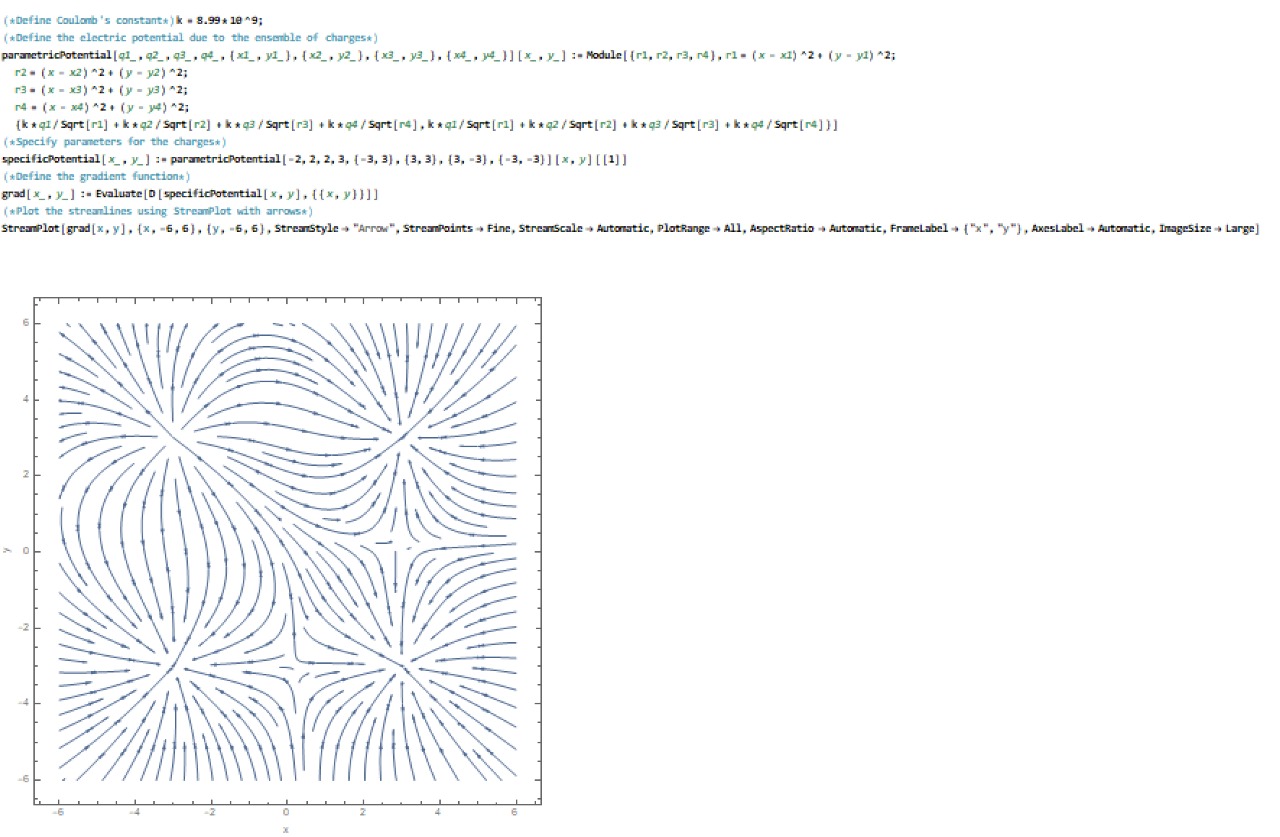 (*Define Coulomb's constant*)k = 8.99*10^9;
(*Define the electric potential due to the ensemble of charges*)
parametricPotential[q1_, q2_, q3_, q4_, {x1_, y1_}, {x2_, y2_}, {x3_, y3_}, {x4_, y4_}][x_, y_] := Module[{r1, r2, r3, r4}, r1 = (x - x1)^2 + (y - y1)^2;
r2 = (x - x2)^2 + (y - y2)^2;
r3 = (x - x3)^2 + (y - y3)^2;
r4 = (x - x4)^2 + (y - y4)^2;
{k*q1/Sqrt[r1] + k*q2/Sqrt[r2] + k*q3/Sqrt[r3] + k*q4/Sqrt[r4], k*q1/Sqrt[r1] + k*q2/Sqrt[r2] + k*q3/Sqrt[r3] + k*q4/Sqrt[r4]}]
(*Specify parameters for the charges*)
specificPotential[x_, y_] := parametricPotential[-2, 2, 2, 3, {-3, 3}, {3, 3}, {3, -3}, {-3, -3}][x, y][[1]]
(*Define the gradient function*)
grad[x_, y_] := Evaluate[D[specificPotential[x, y], {{x, y}}]]
(*Plot the streamlines using StreamPlot with arrows*)
StreamPlot[grad[x, y], {x, -6, 6}, {y, -6, 6}, StreamStyle → "Arrow", StreamPoints → Fine, StreamScale → Automatic, PlotRange → All, AspectRatio → Automatic, FrameLabel → {"x", "y"}, AxesLabel → Automatic, ImageSize → Large]
6
4
2
0
-2
-4
-6
y
-6 -4 -2 0 2 4 6
x